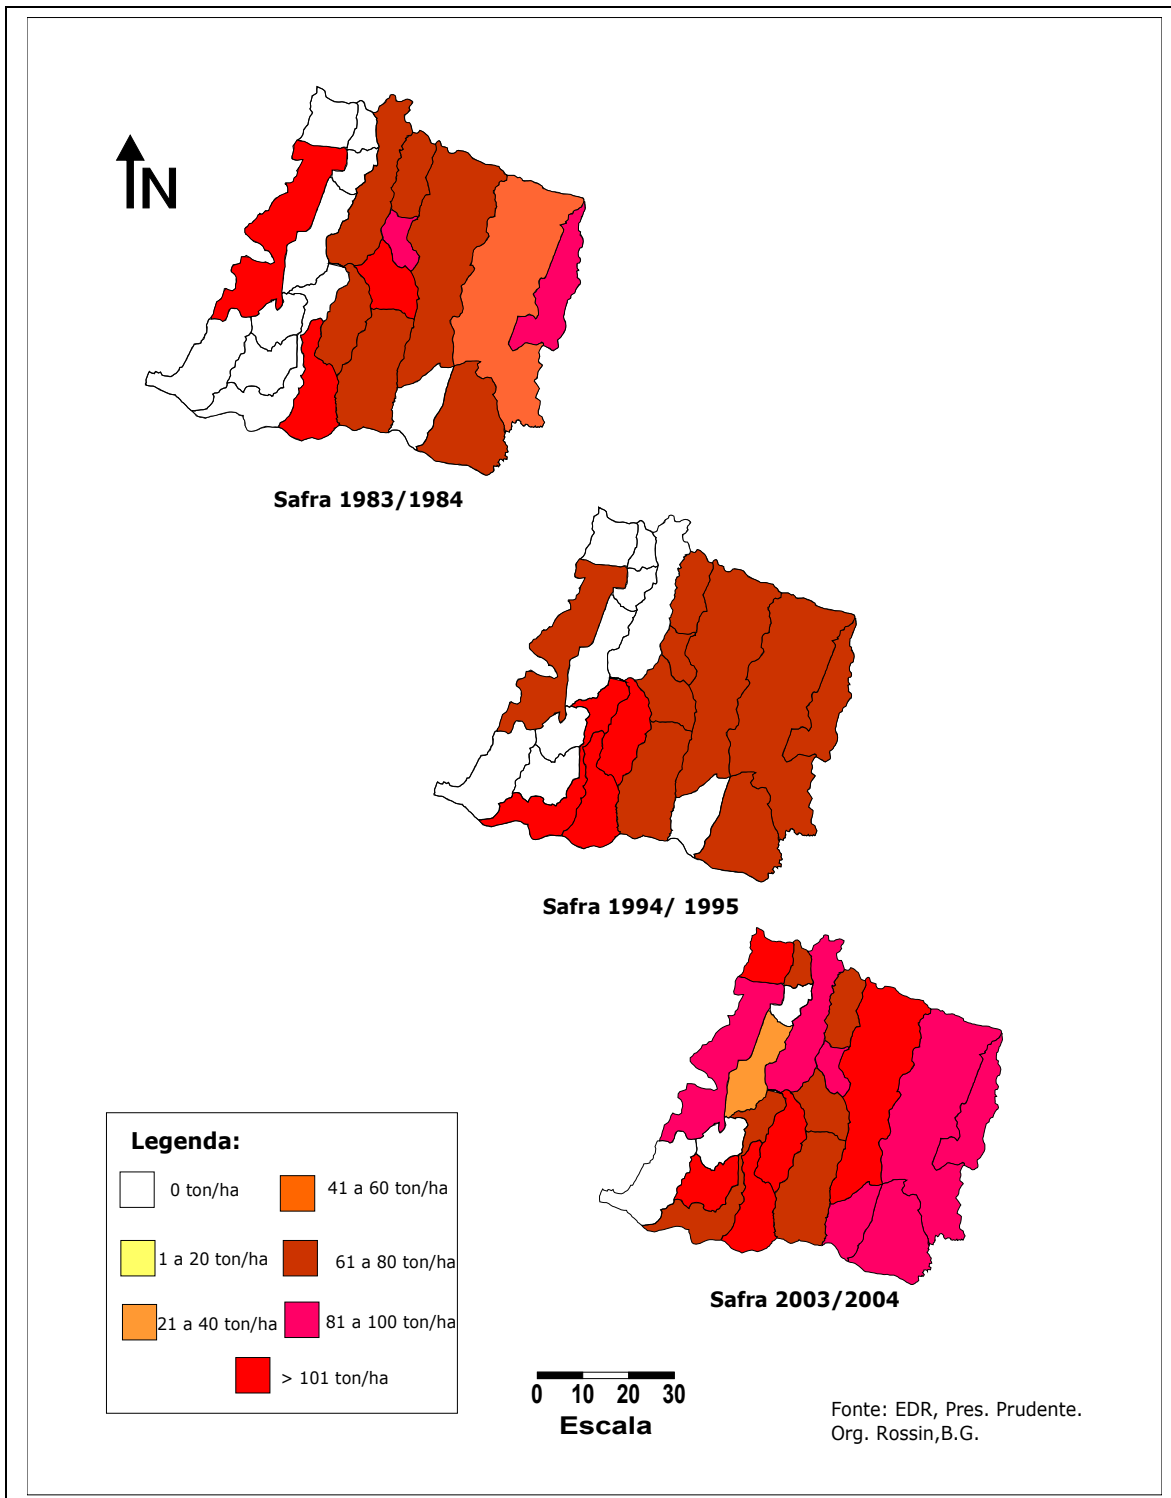 N
Safra 1983/1984
Safra 1994/ 1995
Safra 2003/2004
Legenda:
0 ton/ha
41 a 60 ton/ha
1 a 20 ton/ha
61 a 80 ton/ha
21 a 40 ton/ha
81 a 100 ton/ha
> 101 ton/ha
0 10 20 30
Escala
Fonte: EDR, Pres. Prudente.
Org. Rossin,B.G.